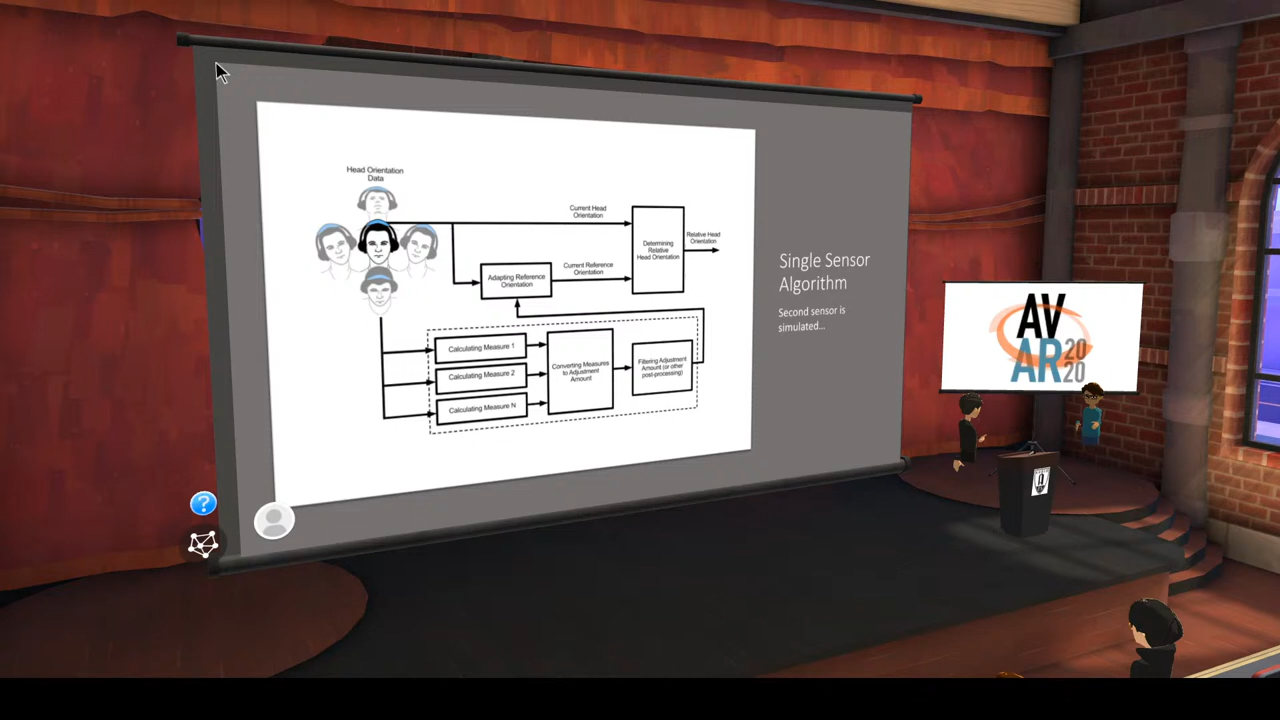 Head Orientation
Data
Current Head
Orientation
Determining
Relative
Head Orientation
Relative Head
Orientation
Adapting Reference
Orientation
Current Reference
Orientation
Calculating Measure 1
Calculating Measure 2
Calculating Measure N
Converting Measures
to Adjustment
Amount
Filtering Adjustment
Amount (or other
post-processing)
Single Sensor
Algorithm
Second sensor is
simulated...
AV
AR 20
20
?